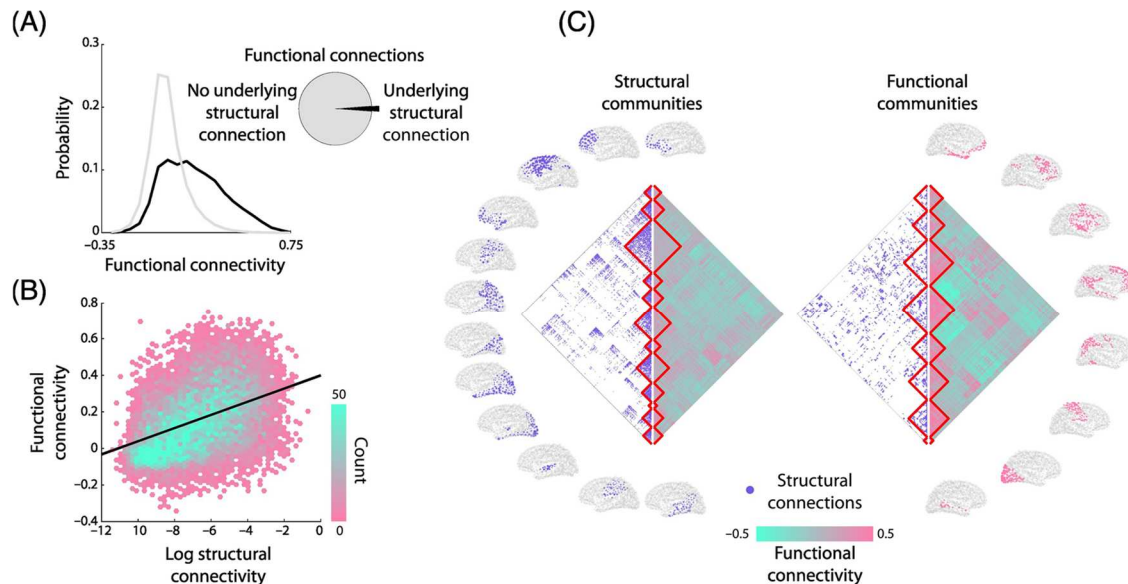 (A)
0.3
0.2
0.1
0
Probability
−0.35
0.75
Functional connectivity
Functional connections
No underlying
structural
connection
Underlying
structural
connection
(B)
0.8
0.6
0.4
0.2
0
−0.2
−0.4
Functional
connectivity
−12
−10
−8
−6
−4
−2
0
Log structural
connectivity
50
0
Count
(C)
Structural
communities
Functional
communities
Structural
connections
−0.5
0.5
Functional
connectivity